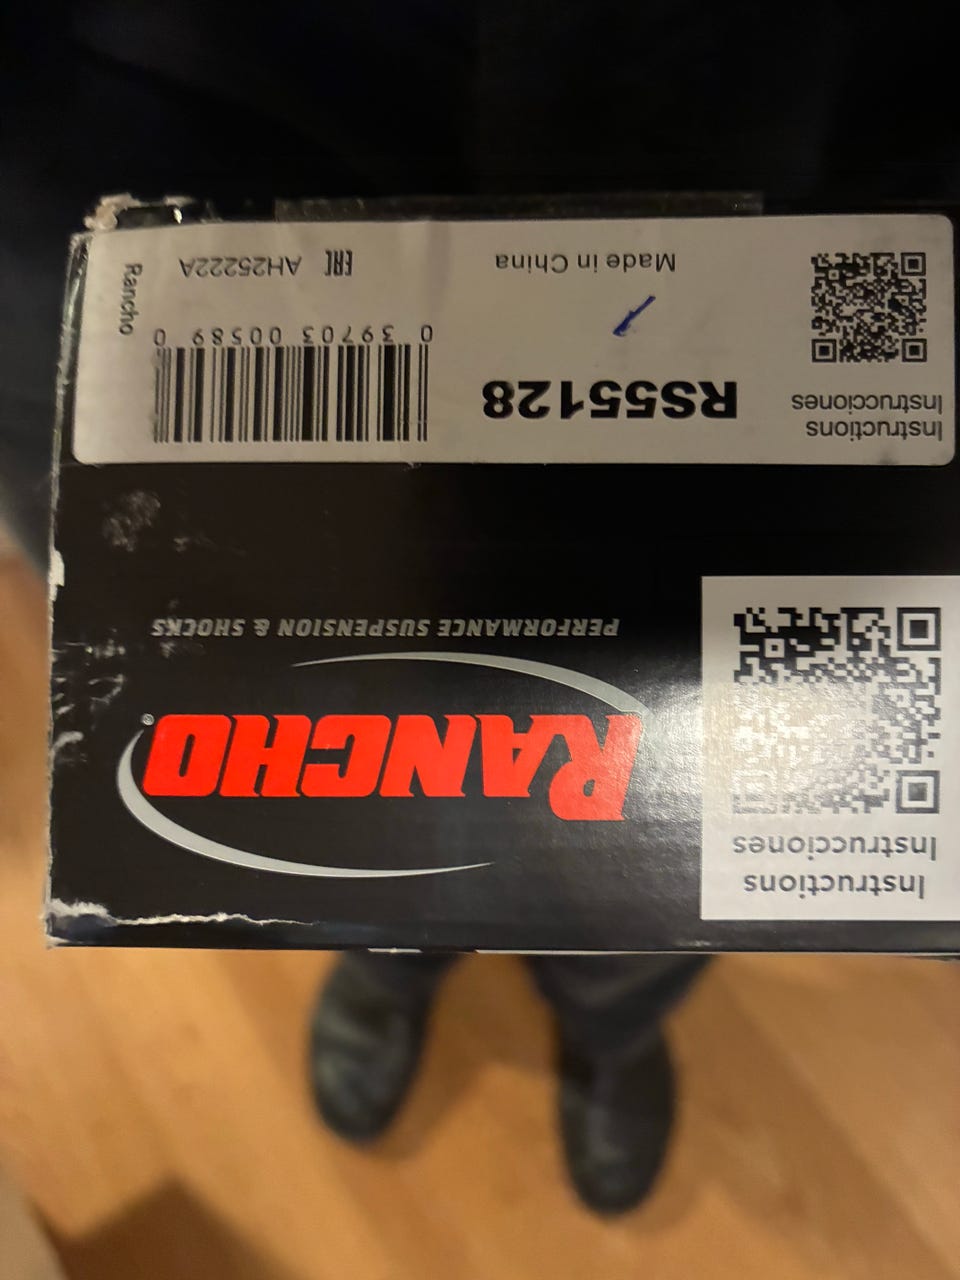 Instructions
Instrucciones
RS55128
Made in China
0 39703 00589 0
EAC AH25222A
Rancho
Instructions
Instrucciones
RANCHO®
PERFORMANCE SUSPENSION & SHOCKS